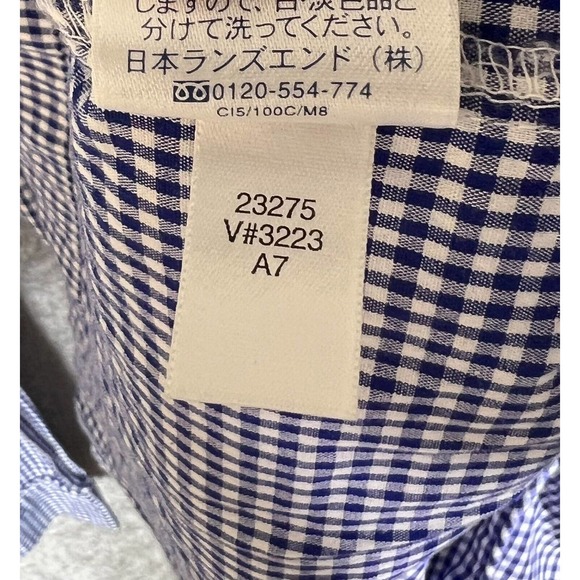 しますので、白・淡色品と
分けて洗ってください。
日本ランズエンド（株）
0120-554-774
C15/100C/M8
23275
V#3223
A7